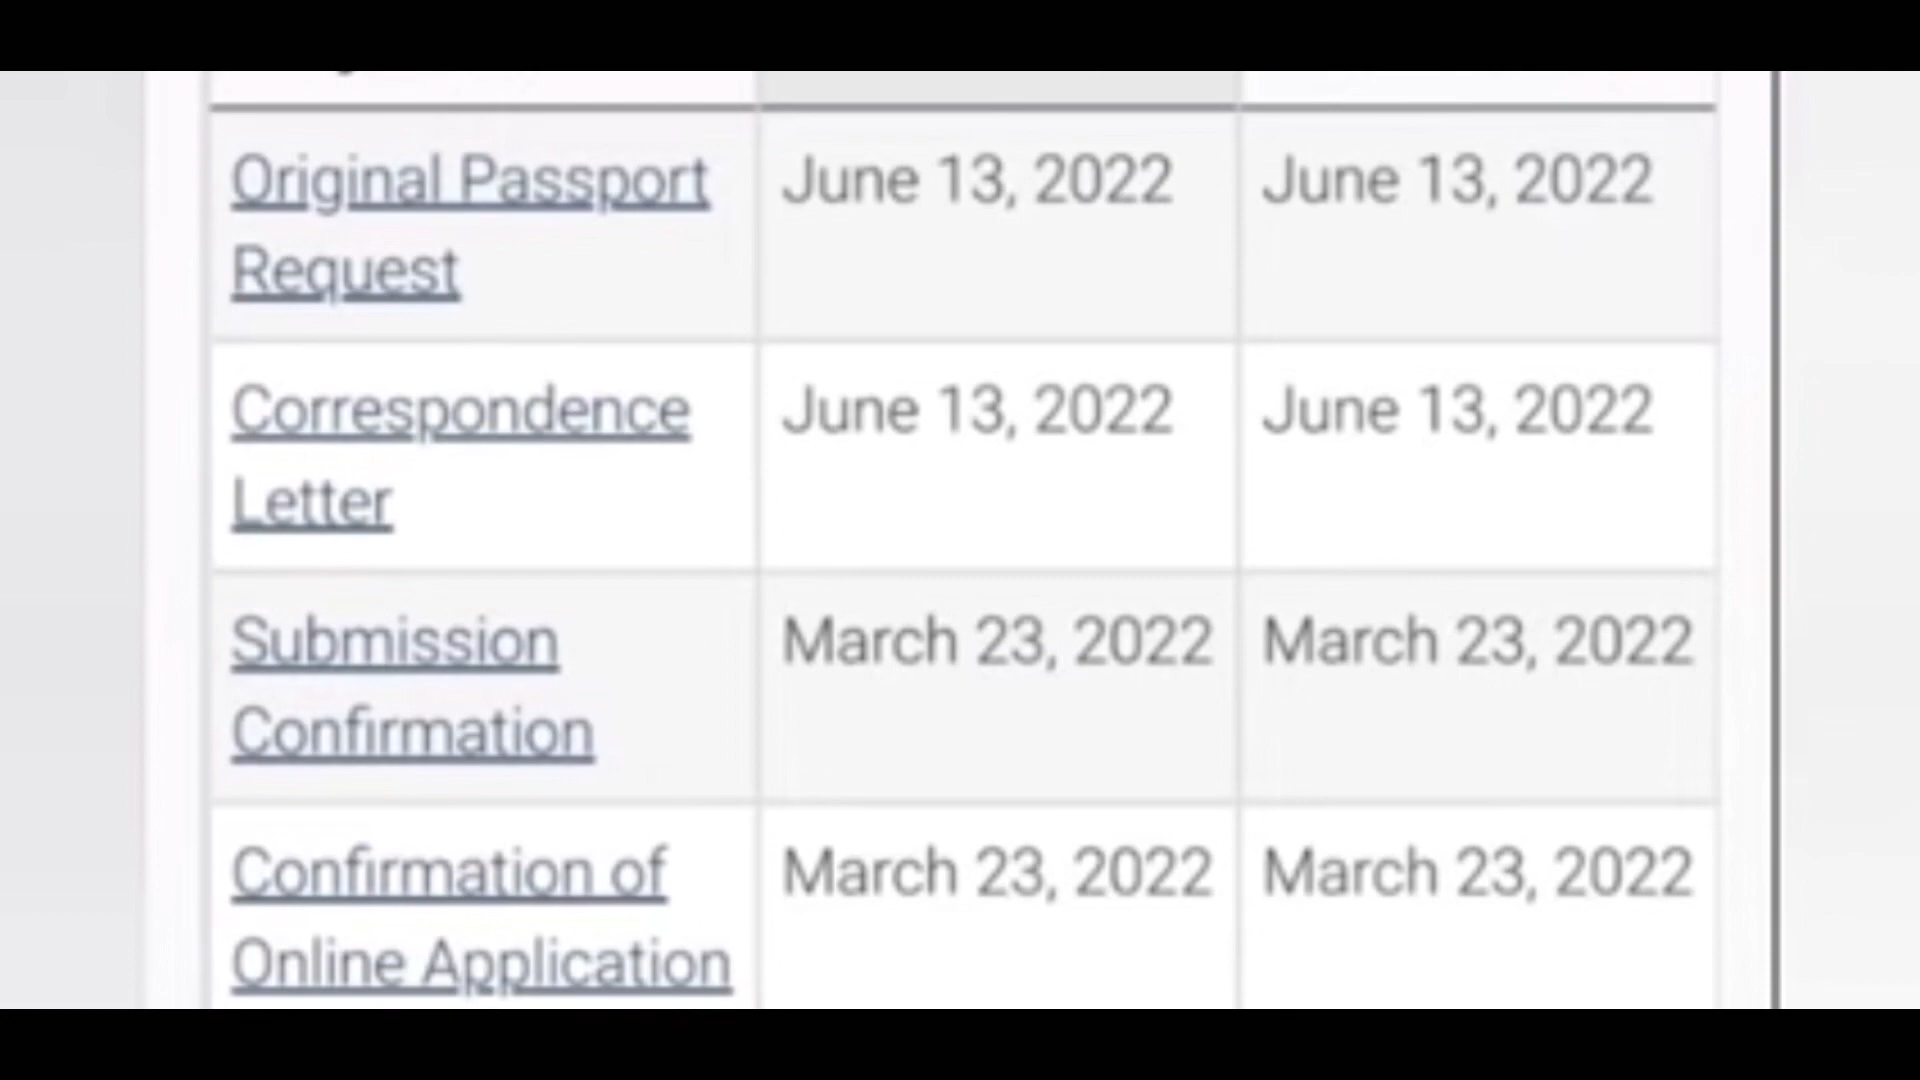 Original Passport June 13, 2022 June 13, 2022
Request
Correspondence June 13, 2022 June 13, 2022
Letter
Submission March 23, 2022 March 23, 2022
Confirmation
Confirmation of March 23, 2022 March 23, 2022
Online Application